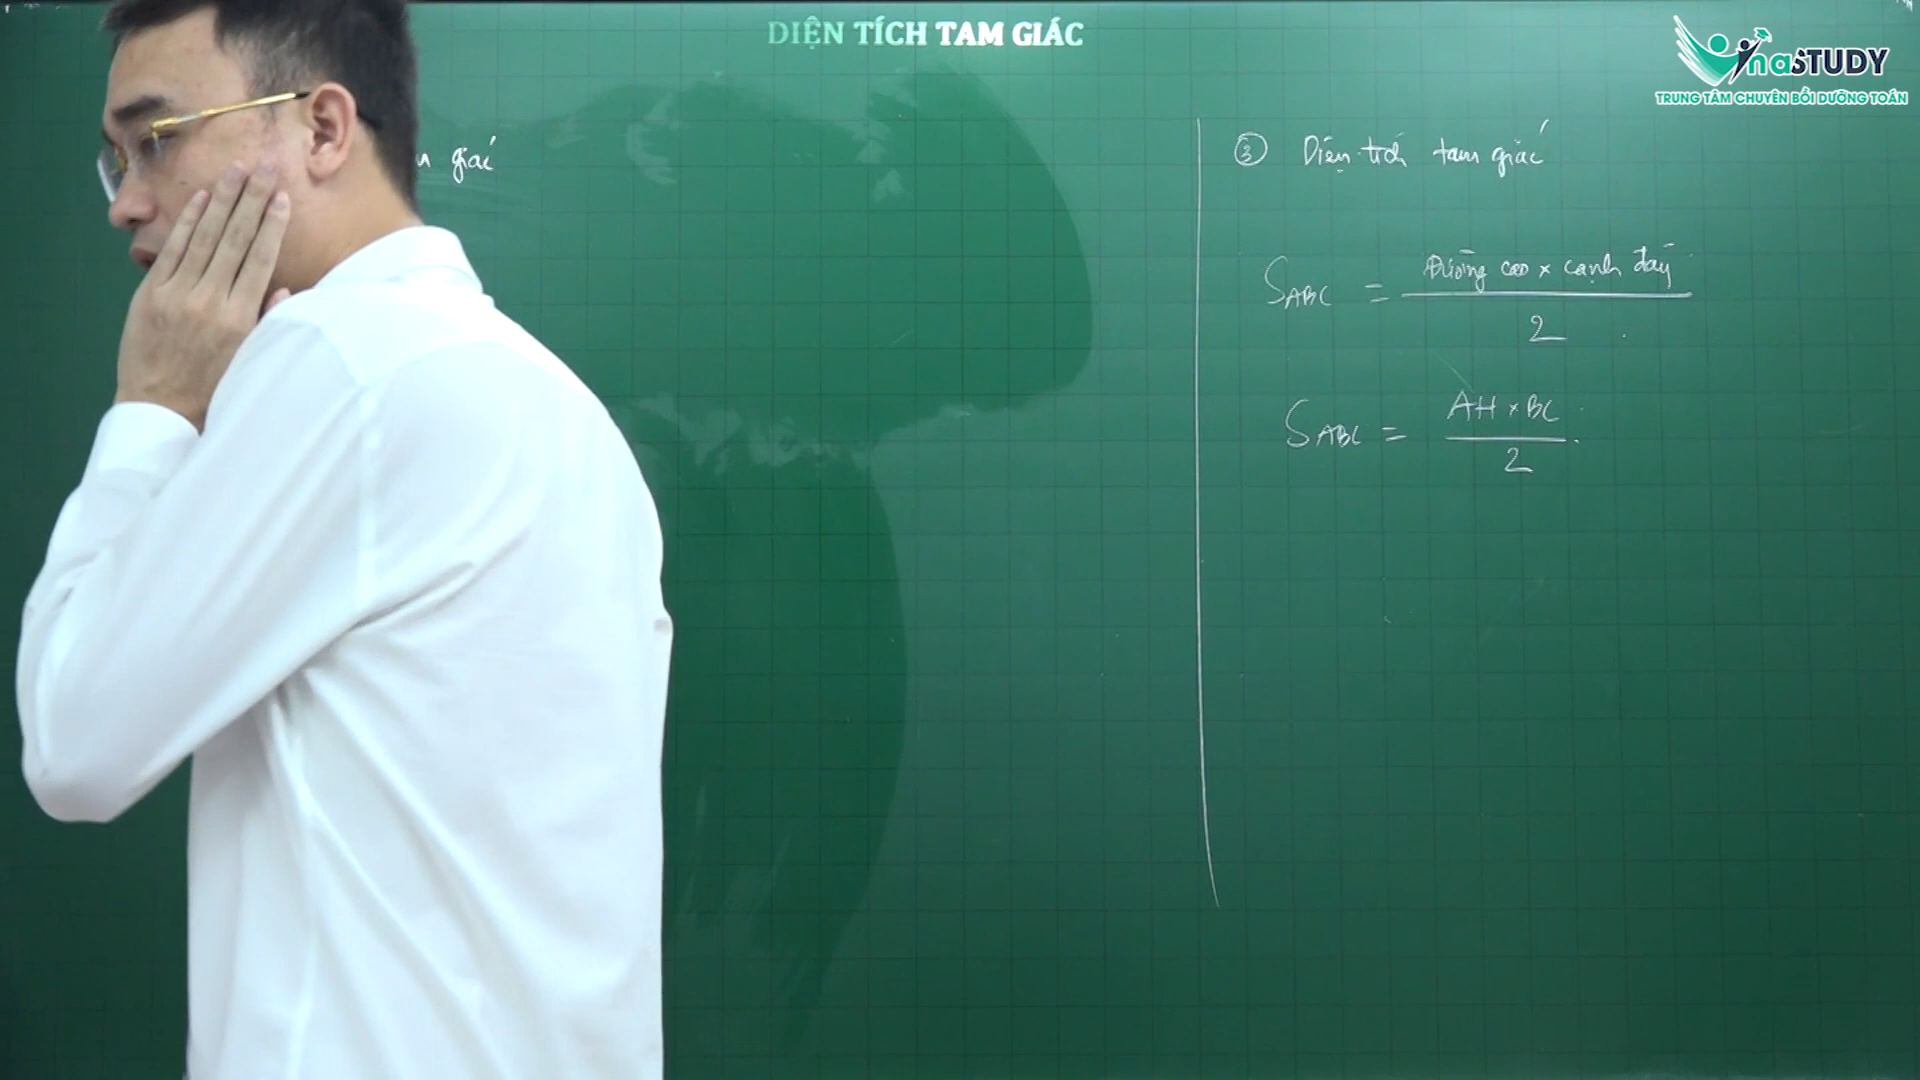 DIỆN TÍCH TAM GIÁC
VinaSTUDY
TRUNG TÂM CHUYÊN BỒI DƯỠNG TOÁN
giác
③ Diện tích tam giác
S_ABC = Đường cao × cạnh đáy
2
S_ABC = AH × BC
2